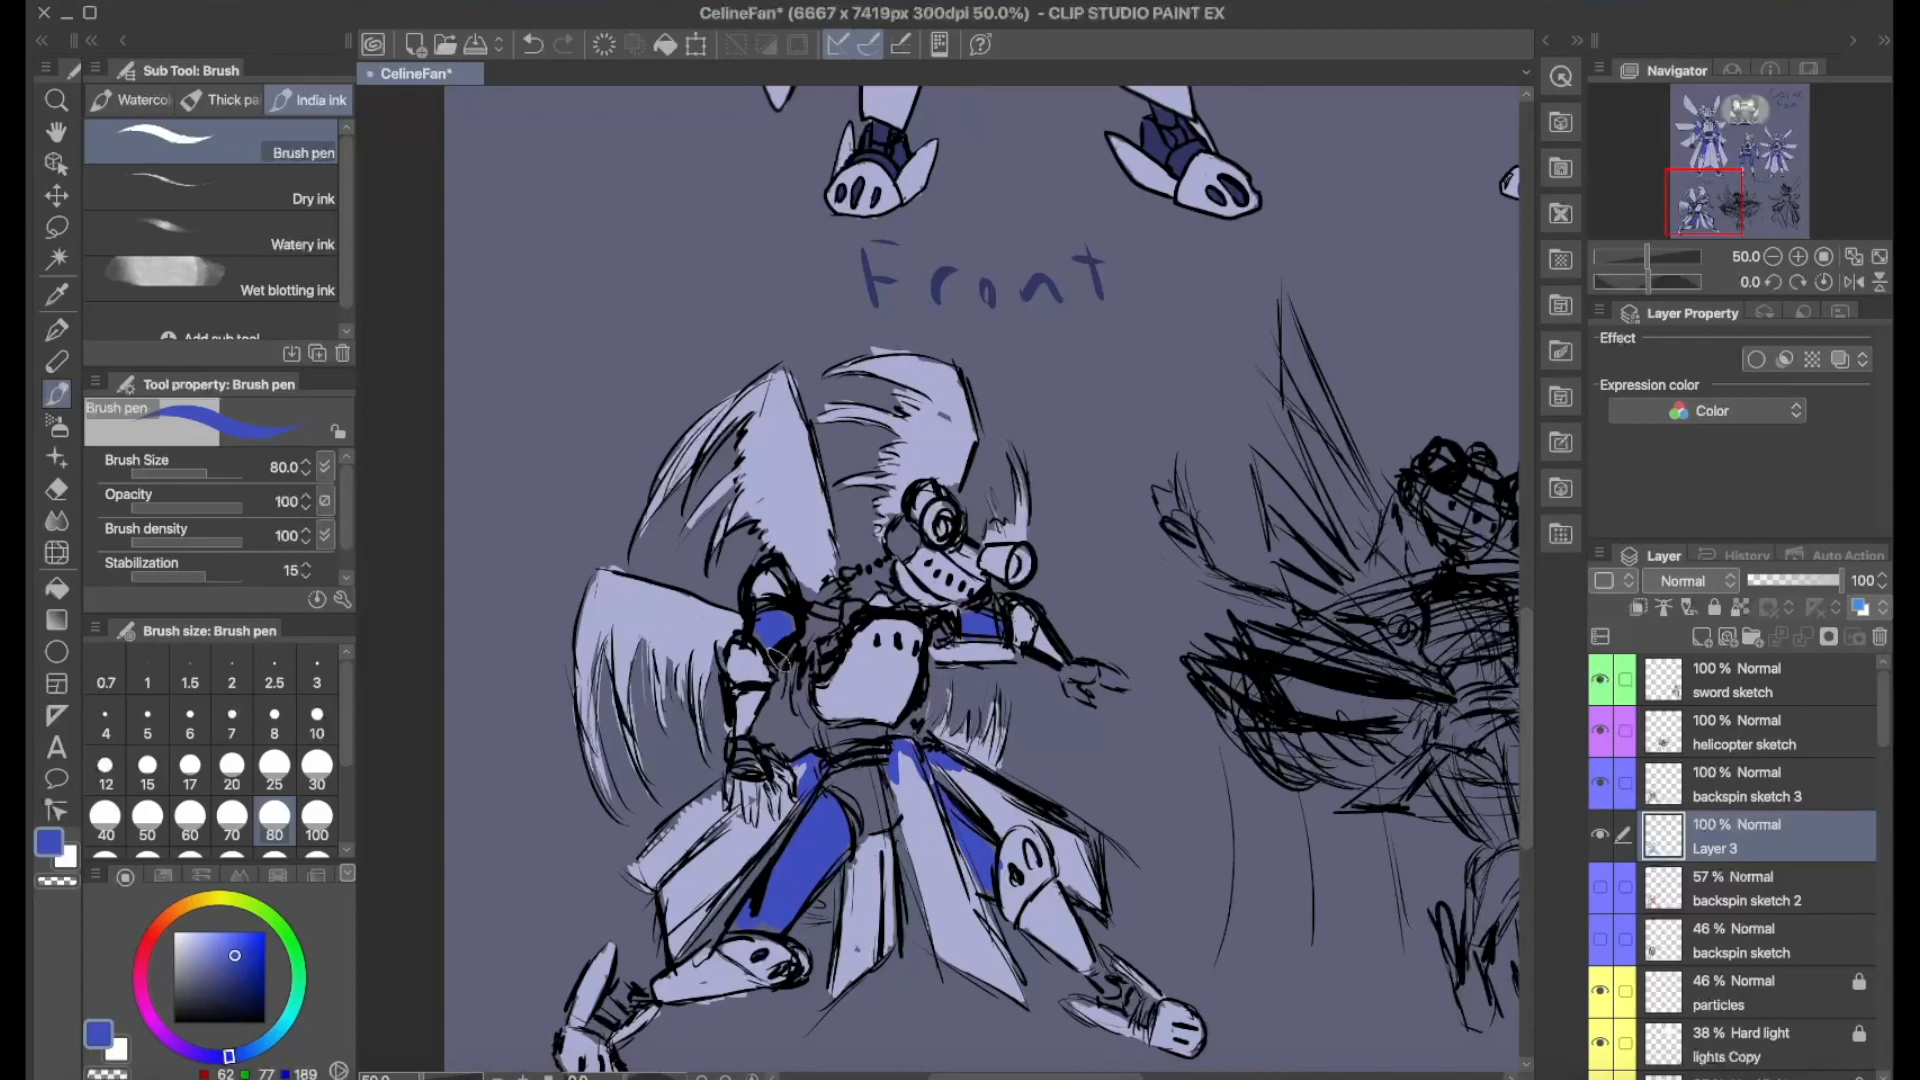 CelineFan* (6667 x 7419px 300dpi 50.0%) - CLIP STUDIO PAINT EX
Sub Tool: Brush
Waterco
Thick pa
India ink
Brush pen
Dry ink
Watery ink
Wet blotting ink
Add sub tool
Tool property: Brush pen
Brush pen
Brush Size
80.0
Opacity
100
Brush density
100
Stabilization
15
Brush size: Brush pen
0.7 1 1.5 2 2.5 3
4 5 6 7 8 10
12 15 17 20 25 30
40 50 60 70 80 100
62 77 189
CelineFan*
Front
Navigator
50.0
0.0
Layer Property
Effect
Expression color
Color
Layer
History
Auto Action
Normal
100
100 % Normal
sword sketch
100 % Normal
helicopter sketch
100 % Normal
backspin sketch 3
100 % Normal
Layer 3
57 % Normal
backspin sketch 2
46 % Normal
backspin sketch
46 % Normal
particles
38 % Hard light
lights Copy